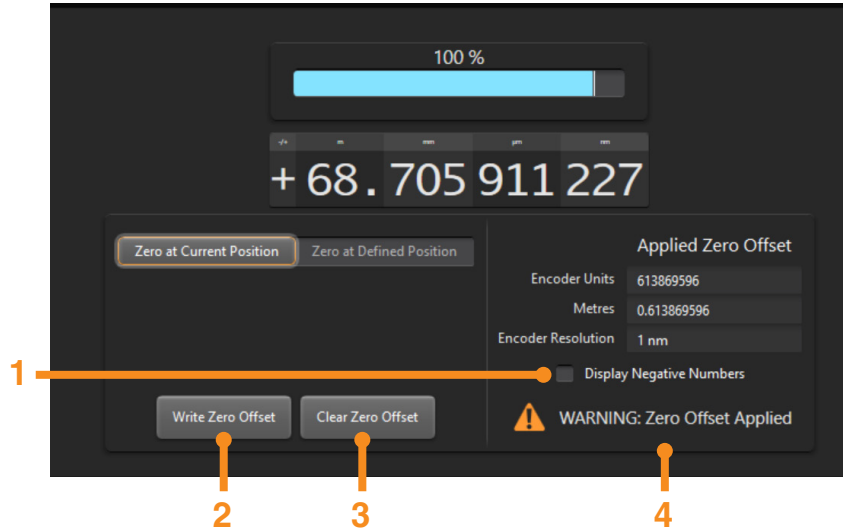 100 %
-/+ m mm µm nm
+ 68. 705 911 227
Zero at Current Position Zero at Defined Position
Applied Zero Offset
Encoder Units 613869596
Metres 0.613869596
Encoder Resolution 1 nm
1
Display Negative Numbers
Write Zero Offset Clear Zero Offset
WARNING: Zero Offset Applied
2 3 4